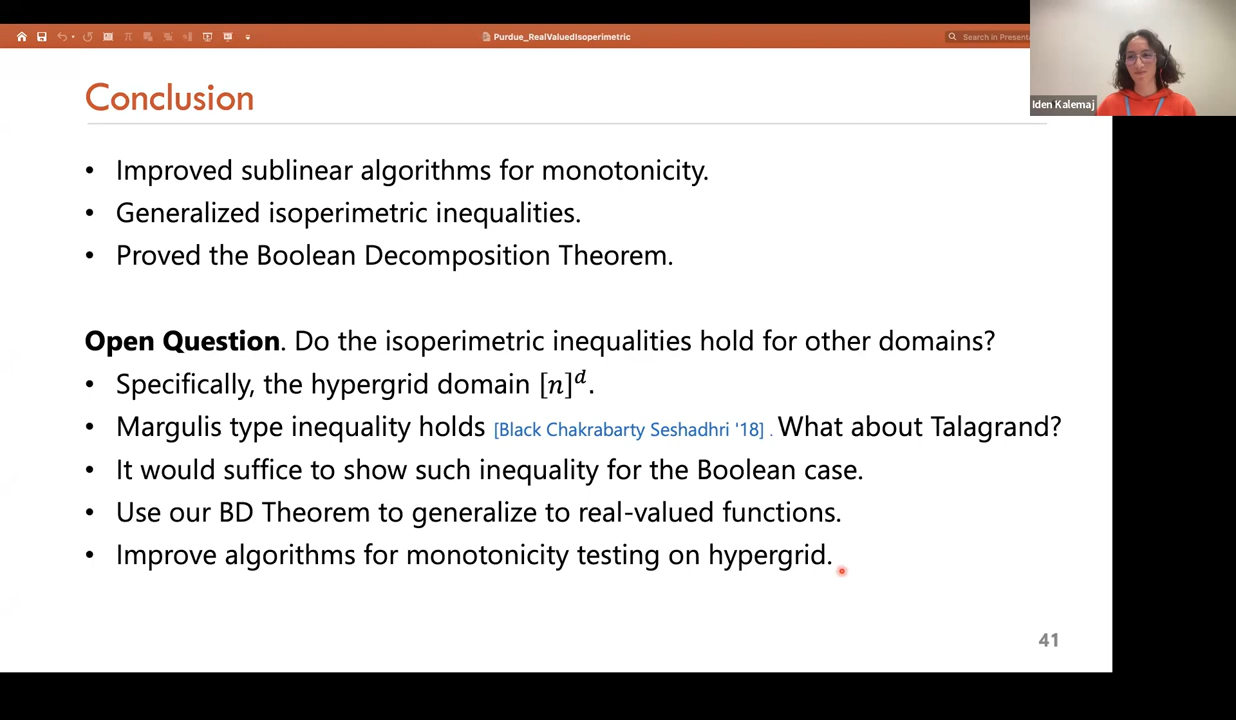 Purdue_RealValuedIsoperimetric
Search in Presenta
Iden Kalemaj
Conclusion
• Improved sublinear algorithms for monotonicity.
• Generalized isoperimetric inequalities.
• Proved the Boolean Decomposition Theorem.
Open Question. Do the isoperimetric inequalities hold for other domains?
• Specifically, the hypergrid domain [n]^d.
• Margulis type inequality holds [Black Chakrabarty Seshadhri '18] . What about Talagrand?
• It would suffice to show such inequality for the Boolean case.
• Use our BD Theorem to generalize to real-valued functions.
• Improve algorithms for monotonicity testing on hypergrid.
41